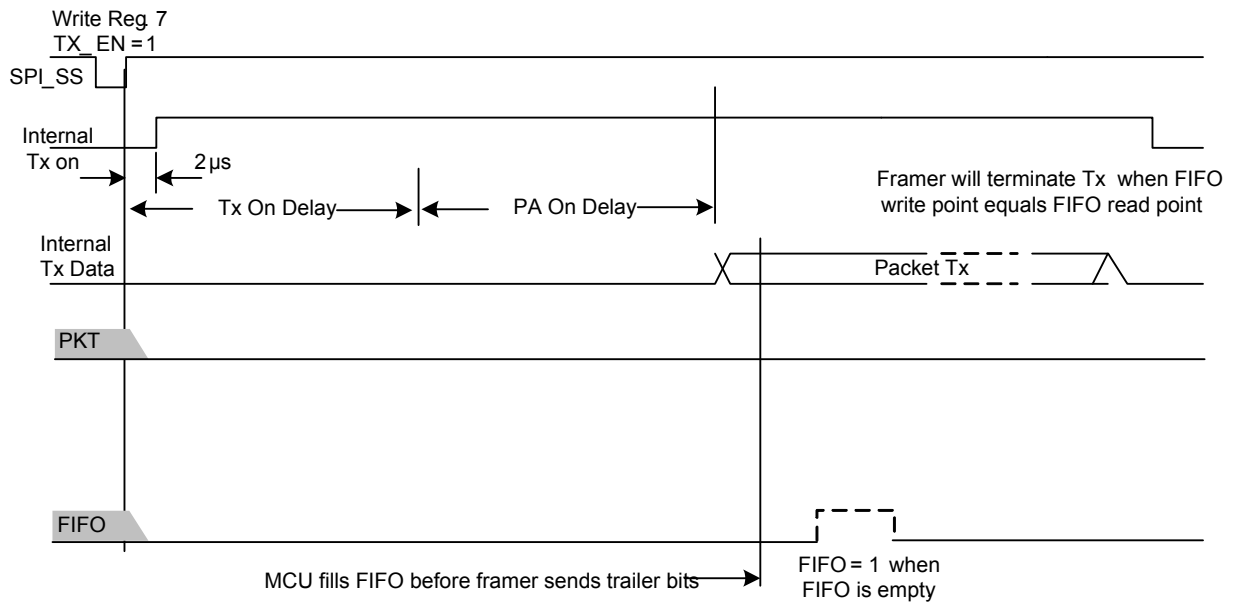 Write Reg. 7
TX_ EN = 1
SPI_SS
Internal
Tx on
2 µs
Framer will terminate Tx when FIFO
write point equals FIFO read point
Tx On Delay
PA On Delay
Internal
Tx Data
Packet Tx
PKT
FIFO
MCU fills FIFO before framer sends trailer bits
FIFO = 1 when
FIFO is empty